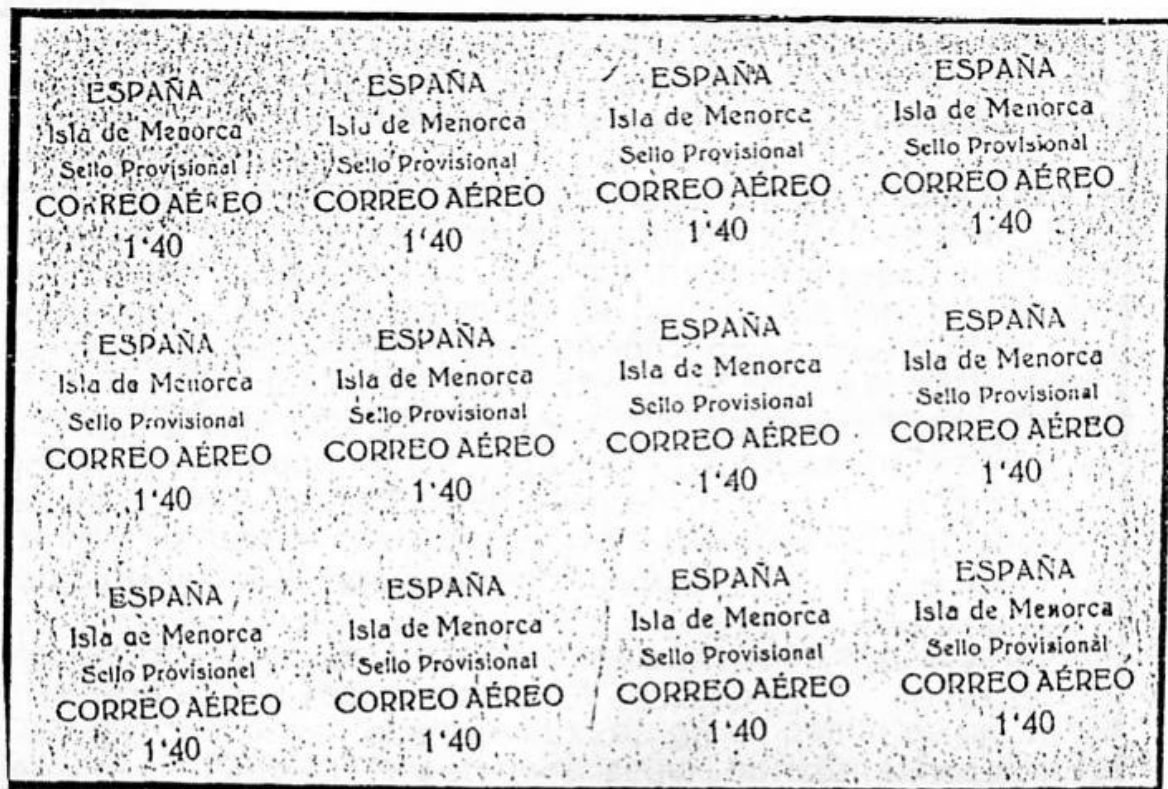 ESPAÑA
Isla de Menorca
Sello Provisional
CORREO AÉREO
1'40
ESPAÑA
Isla de Menorca
Sello Provisional
CORREO AÉREO
1'40
ESPAÑA
Isla de Menorca
Sello Provisional
CORREO AÉREO
1'40
ESPAÑA
Isla de Menorca
Sello Provisional
CORREO AÉREO
1'40
ESPAÑA
Isla de Menorca
Sello Provisional
CORREO AÉREO
1'40
ESPAÑA
Isla de Menorca
Sello Provisional
CORREO AÉREO
1'40
ESPAÑA
Isla de Menorca
Sello Provisional
CORREO AÉREO
1'40
ESPAÑA
Isla de Menorca
Sello Provisional
CORREO AÉREO
1'40
ESPAÑA
Isla de Menorca
Sello Provisionel
CORREO AÉREO
1'40
ESPAÑA
Isla de Menorca
Sello Provisional
CORREO AÉREO
1'40
ESPAÑA
Isla de Menorca
Sello Provisional
CORREO AÉREO
1'40
ESPAÑA
Isla de Menorca
Sello Provisional
CORREO AÉREO
1'40